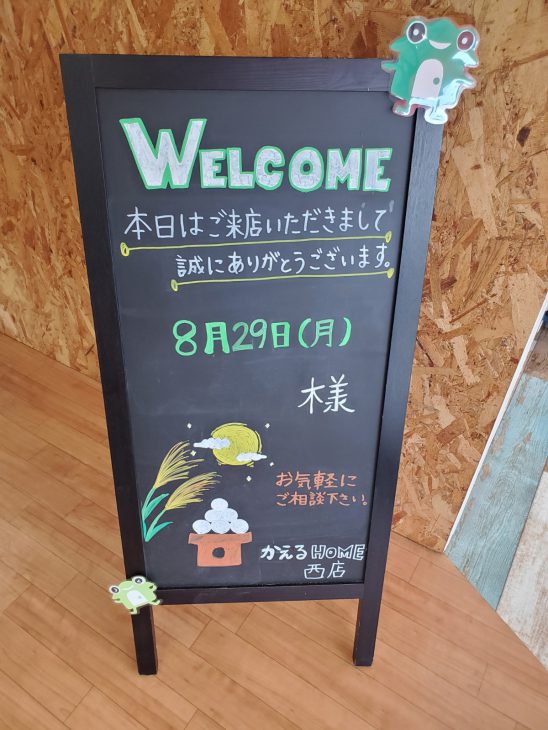 WELCOME
本日はご来店いただきまして
誠にありがとうございます。
8月29日(月)
様
お気軽に
ご相談下さい。
かえるHOME
西店